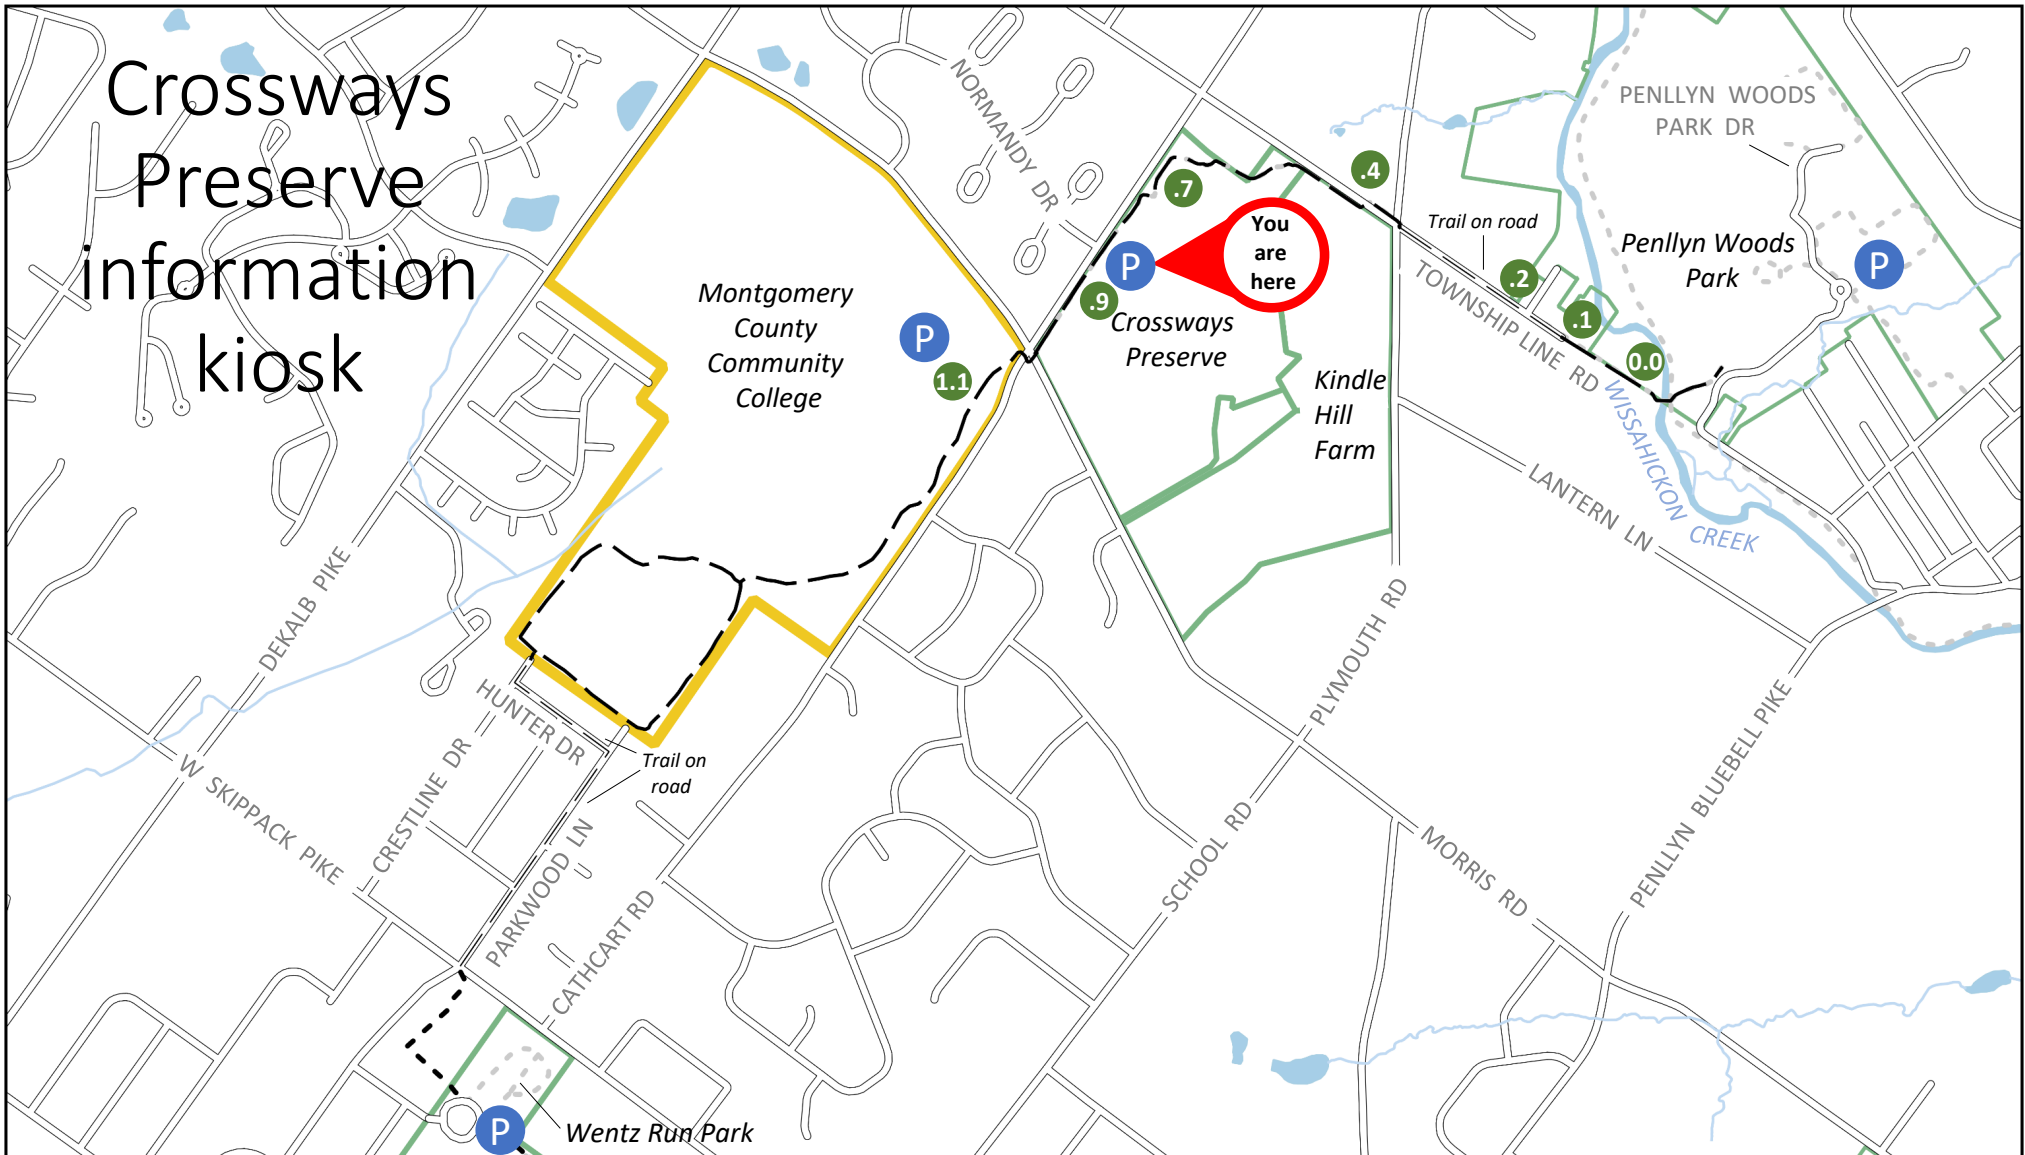 Crossways
Preserve
information
kiosk
NORMANDY DR
PENLLYN WOODS
PARK DR
.4
.7
You
are
here
Trail on road
Penllyn Woods
Park
P
P
.2
TOWNSHIP LINE RD
.9
Crossways
Preserve
.1
0.0
Montgomery
County
Community
College
P
1.1
Kindle
Hill
Farm
WISSAHICKON CREEK
LANTERN LN
DEKALB PIKE
PLYMOUTH RD
HUNTER DR
Trail on
road
W SKIPPACK PIKE
CRESTLINE DR
PARKWOOD LN
CATHCART RD
SCHOOL RD
MORRIS RD
PENLLYN BLUEBELL PIKE
P
Wentz Run Park